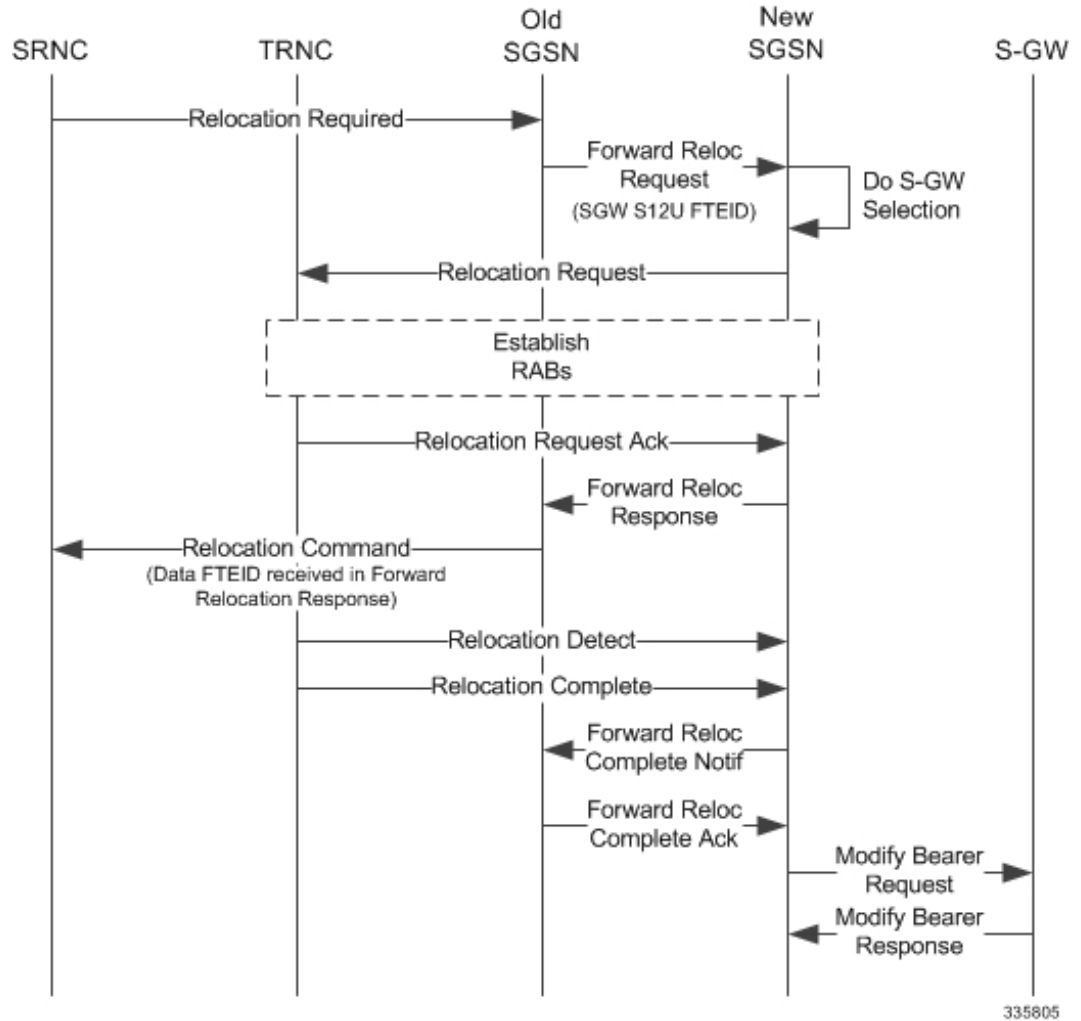 Old
New
SRNC
TRNC
SGSN
SGSN
S-GW
Relocation Required
Forward Reloc
Request
(SGW S12U FTEID)
Do S-GW
Selection
Relocation Request
Establish
RABs
Relocation Request Ack
Forward Reloc
Response
Relocation Command
(Data FTEID received in Forward
Relocation Response)
Relocation Detect
Relocation Complete
Forward Reloc
Complete Notif
Forward Reloc
Complete Ack
Modify Bearer
Request
Modify Bearer
Response
335805